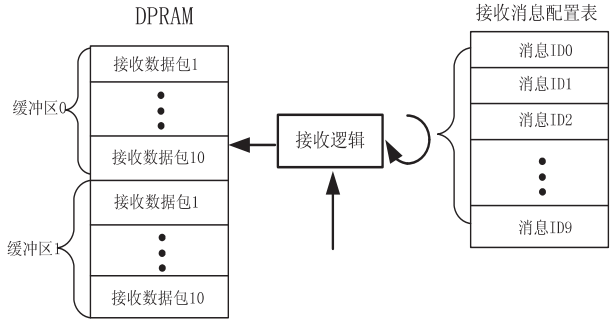 DPRAM
接收数据包1
接收数据包10
缓冲区0
接收数据包1
接收数据包10
缓冲区1
接收逻辑
接收消息配置表
消息ID0
消息ID1
消息ID2
消息ID9